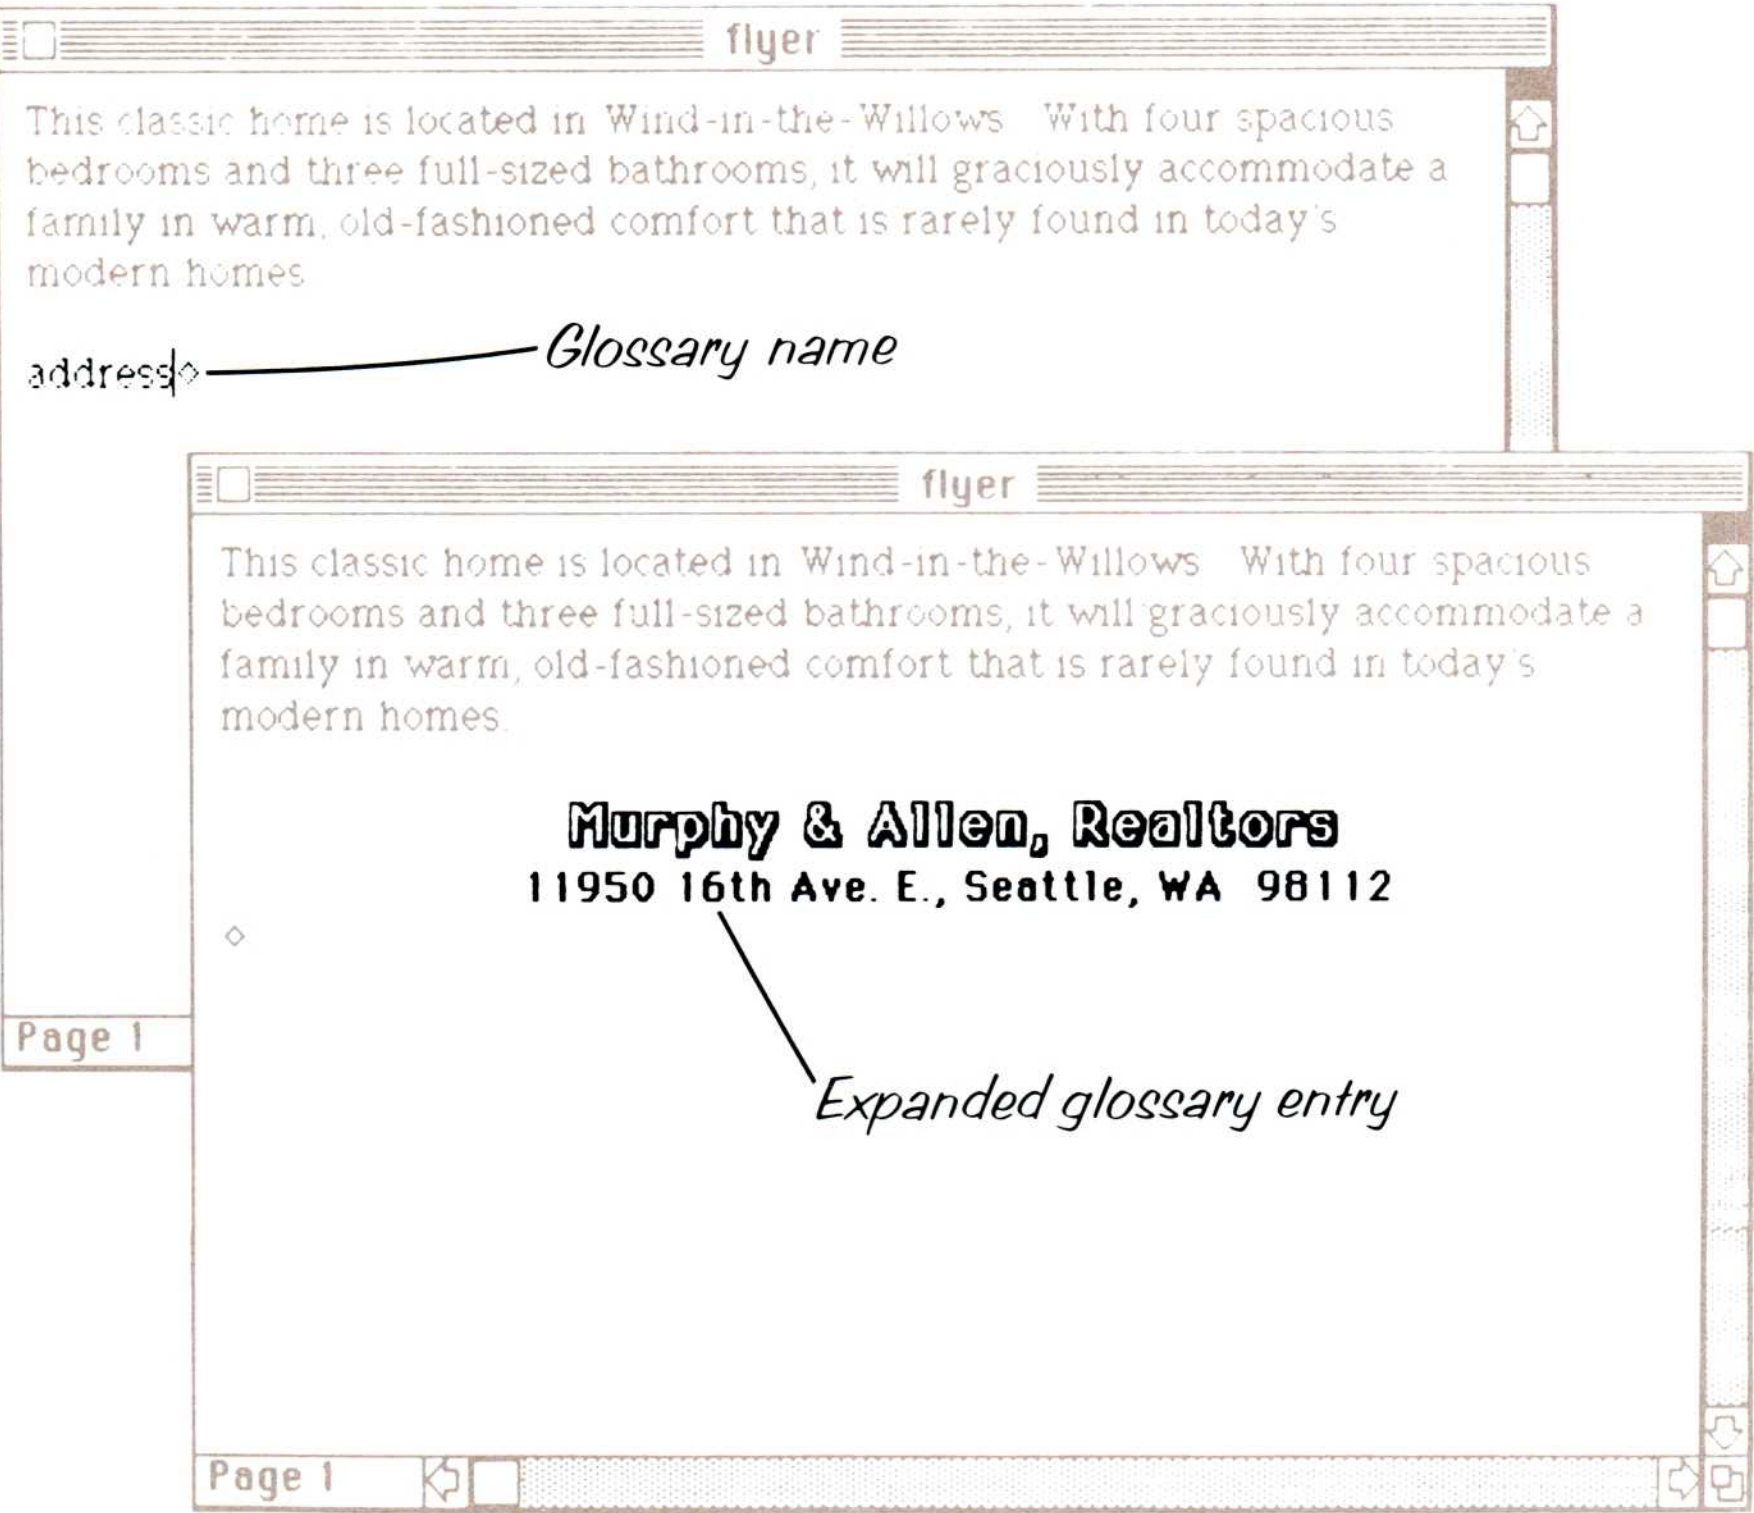 flyer
This classic home is located in Wind-in-the-Willows  With four spacious
bedrooms and three full-sized bathrooms, it will graciously accommodate a
family in warm, old-fashioned comfort that is rarely found in today's
modern homes
address
Glossary name
Page 1
flyer
This classic home is located in Wind-in-the-Willows  With four spacious
bedrooms and three full-sized bathrooms, it will graciously accommodate a
family in warm, old-fashioned comfort that is rarely found in today's
modern homes.
Murphy & Allen, Realtors
11950 16th Ave. E., Seattle, WA  98112
Expanded glossary entry
Page 1